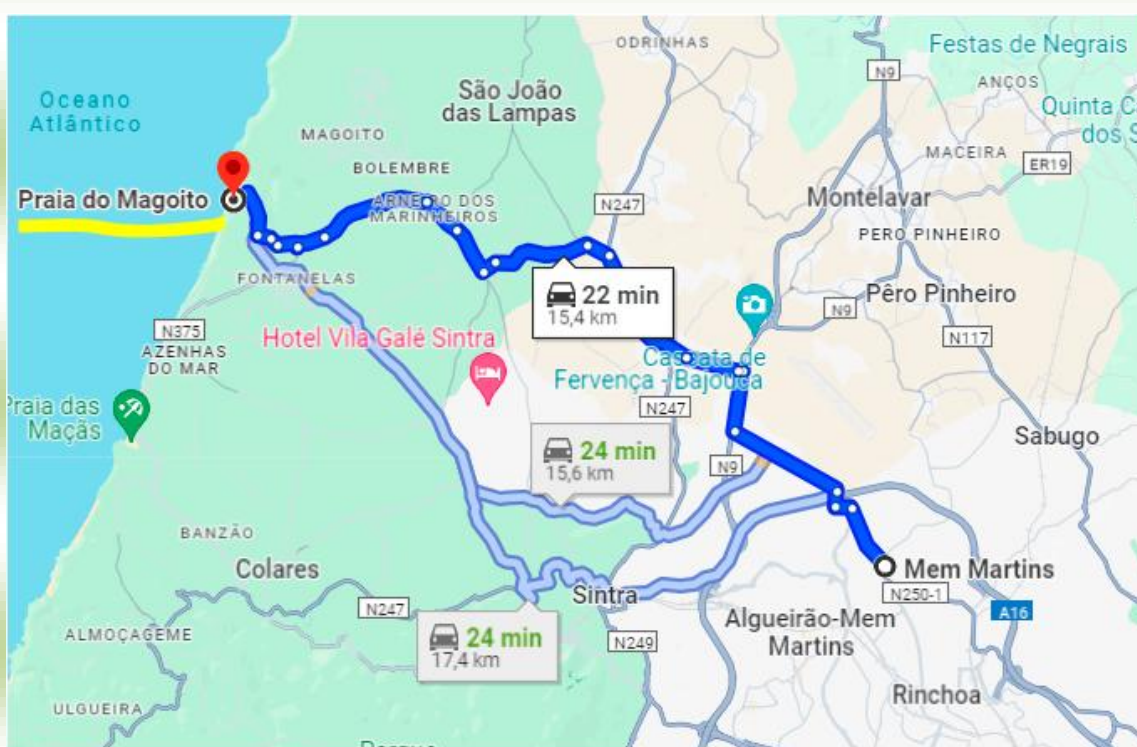 ODRINHAS
Festas de Negrais
N9
ANÇOS
Oceano
Atlântico
São João
das Lampas
Quinta C
dos S
MAGOITO
MACEIRA
ER19
BOLEMBRE
Praia do Magoito
ARNEIRO DOS
MARINHEIROS
N247
Montelavar
PERO PINHEIRO
FONTANELAS
22 min
15,4 km
Pêro Pinheiro
N9
N375
AZENHAS
DO MAR
Hotel Vila Galé Sintra
N117
Cascata de
Fervença - /Bajouca
Praia das
Maçãs
N247
24 min
15,6 km
Sabugo
N9
BANZÃO
Colares
Sintra
Mem Martins
N250-1
N247
A16
24 min
17,4 km
Algueirão-Mem
Martins
ALMOÇAGEME
N249
Rinchoa
ULGUEIRA